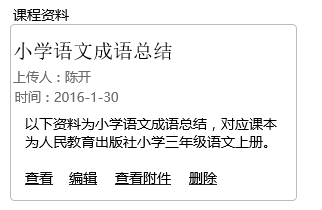 课程资料
小学语文成语总结
上传人：陈开
时间：2016-1-30
以下资料为小学语文成语总结，对应课本
为人民教育出版社小学三年级语文上册。
查看 编辑 查看附件 删除